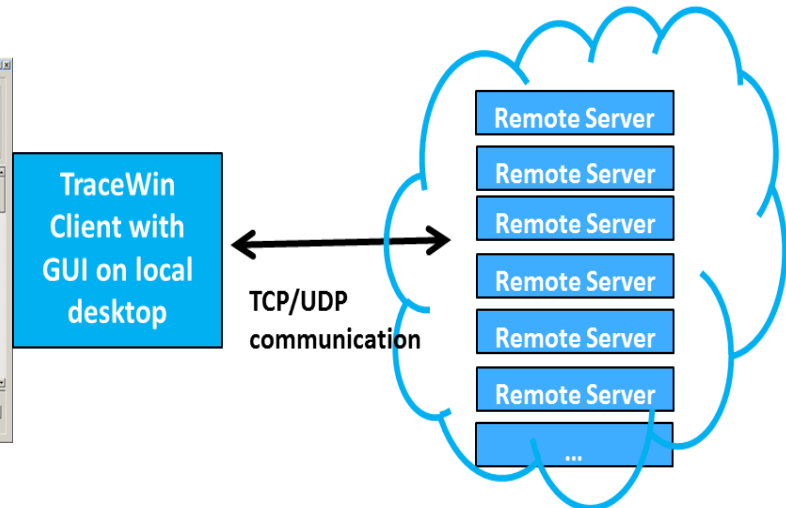 TraceWin
Client with
GUI on local
desktop
TCP/UDP
communication
Remote Server
Remote Server
Remote Server
Remote Server
Remote Server
Remote Server
...